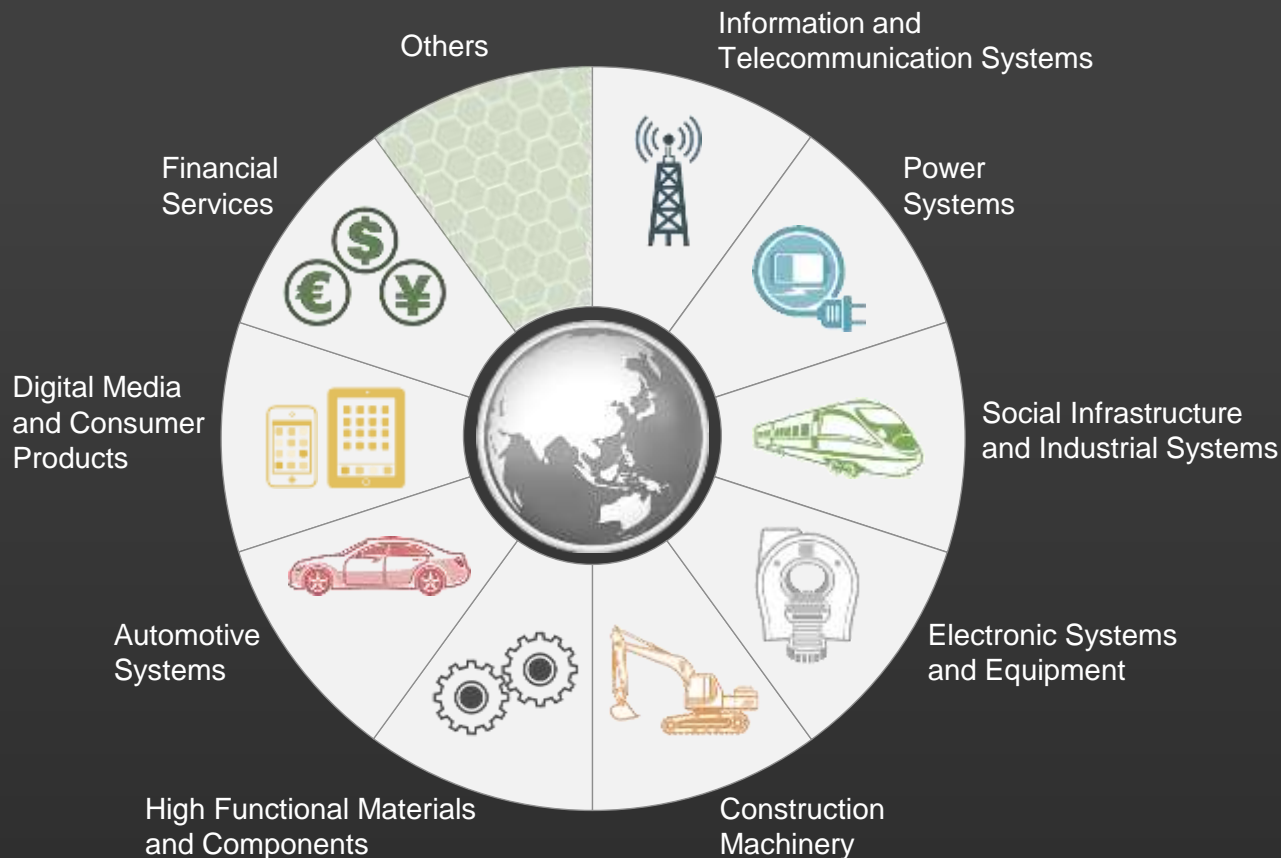 Others
Information and
Telecommunication Systems
Financial
Services
Power
Systems
$
€
¥
Digital Media
and Consumer
Products
Social Infrastructure
and Industrial Systems
Automotive
Systems
Electronic Systems
and Equipment
High Functional Materials
and Components
Construction
Machinery